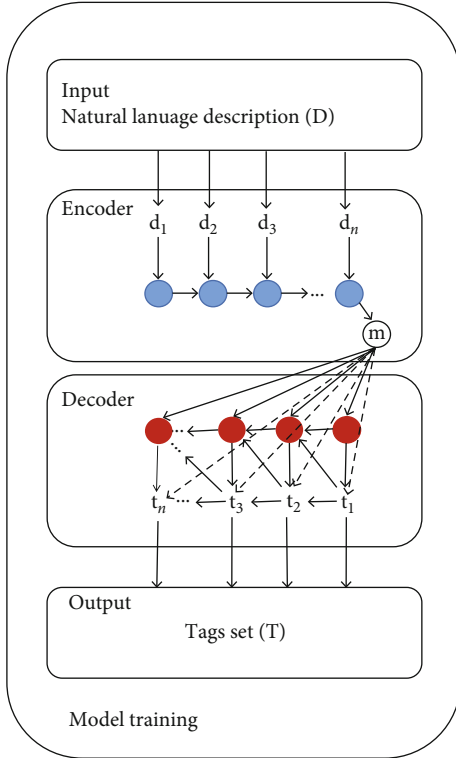 Input
Natural lanuage description (D)
Encoder
d₁ d₂ d₃ dₙ
...
m
Decoder
...
tₙ ... t₃ t₂ t₁
Output
Tags set (T)
Model training